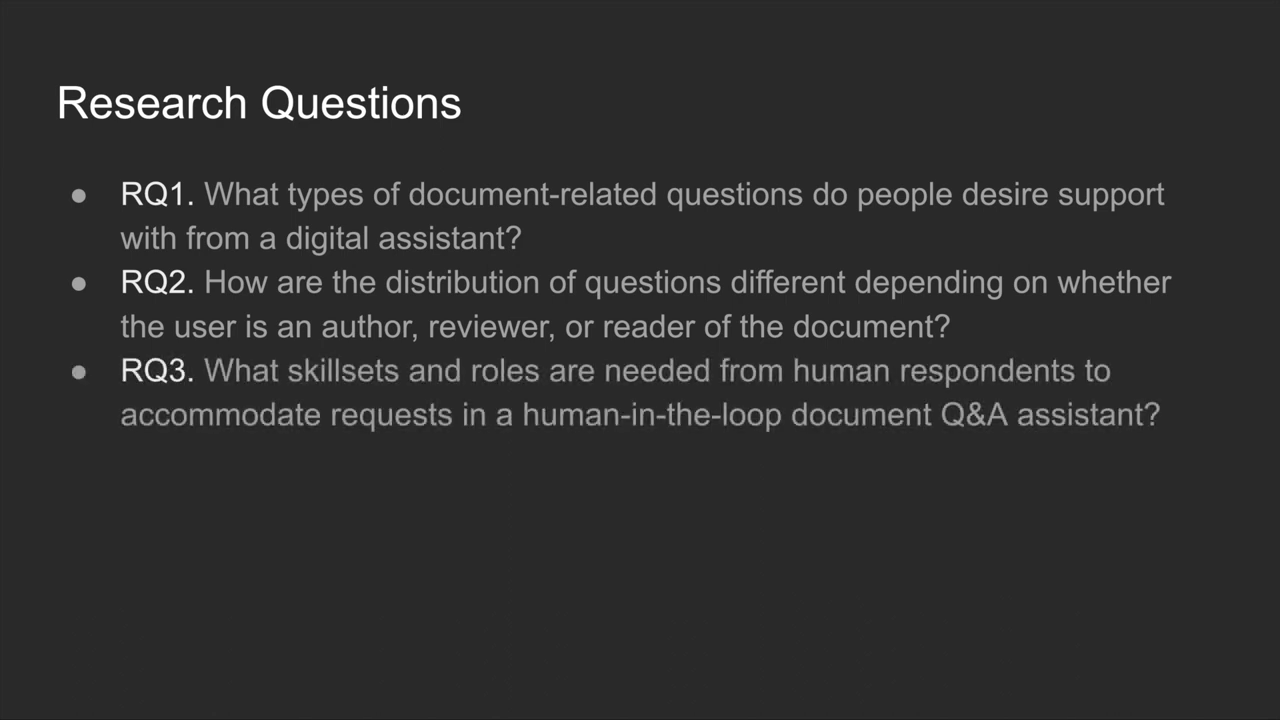 Research Questions
● RQ1. What types of document-related questions do people desire support
with from a digital assistant?
● RQ2. How are the distribution of questions different depending on whether
the user is an author, reviewer, or reader of the document?
● RQ3. What skillsets and roles are needed from human respondents to
accommodate requests in a human-in-the-loop document Q&A assistant?